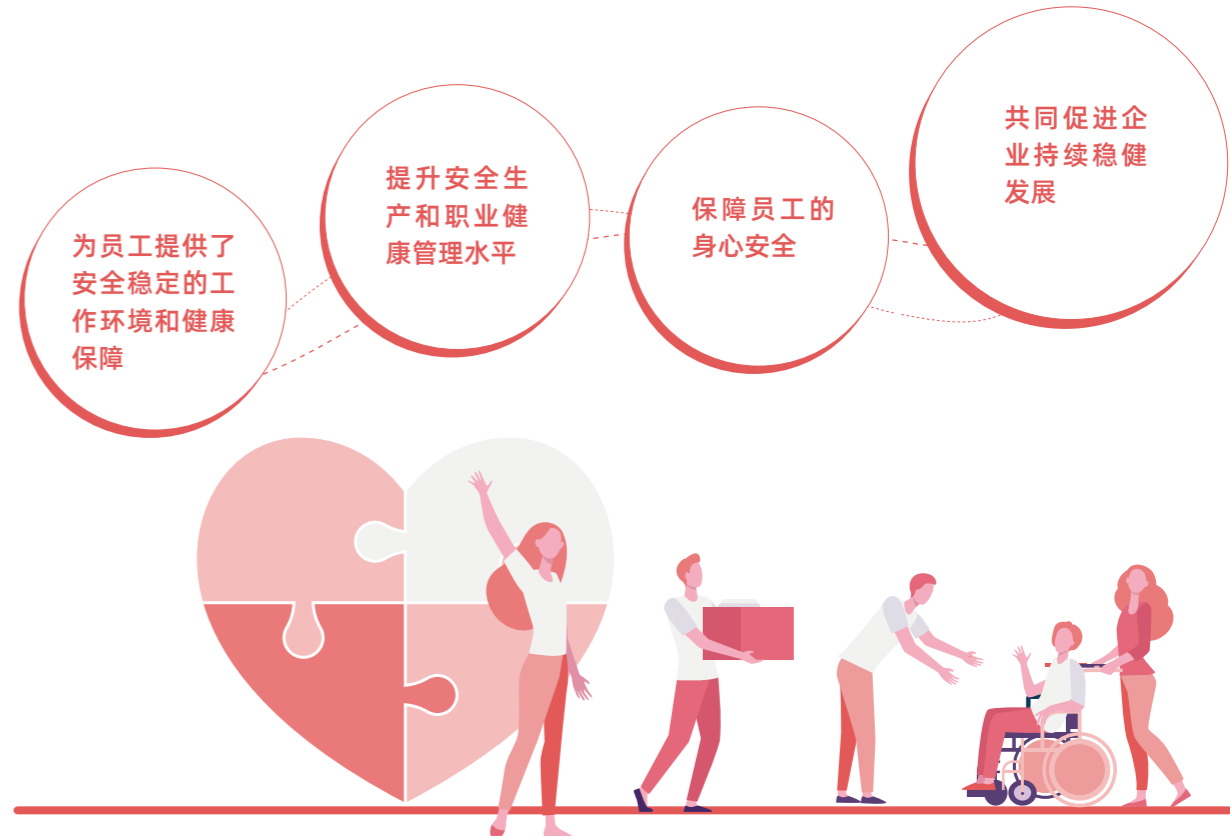 为员工提供了
安全稳定的工
作环境和健康
保障
提升安全生
产和职业健
康管理水平
保障员工的
身心安全
共同促进企
业持续稳健
发展